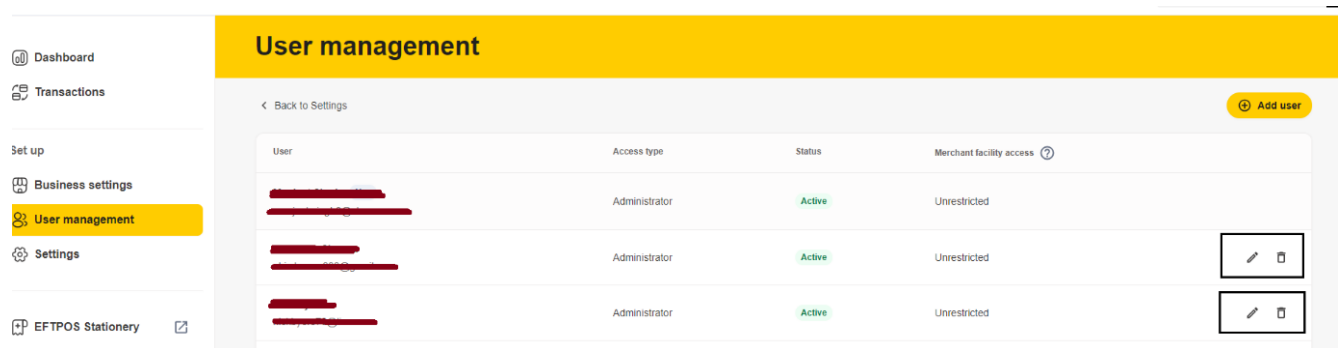 User management
Dashboard
Transactions
Back to Settings
Add user
Set up
User Access type Status Merchant facility access ?
Business settings
Administrator Active Unrestricted
User management
Settings
Administrator Active Unrestricted
Administrator Active Unrestricted
EFTPOS Stationery